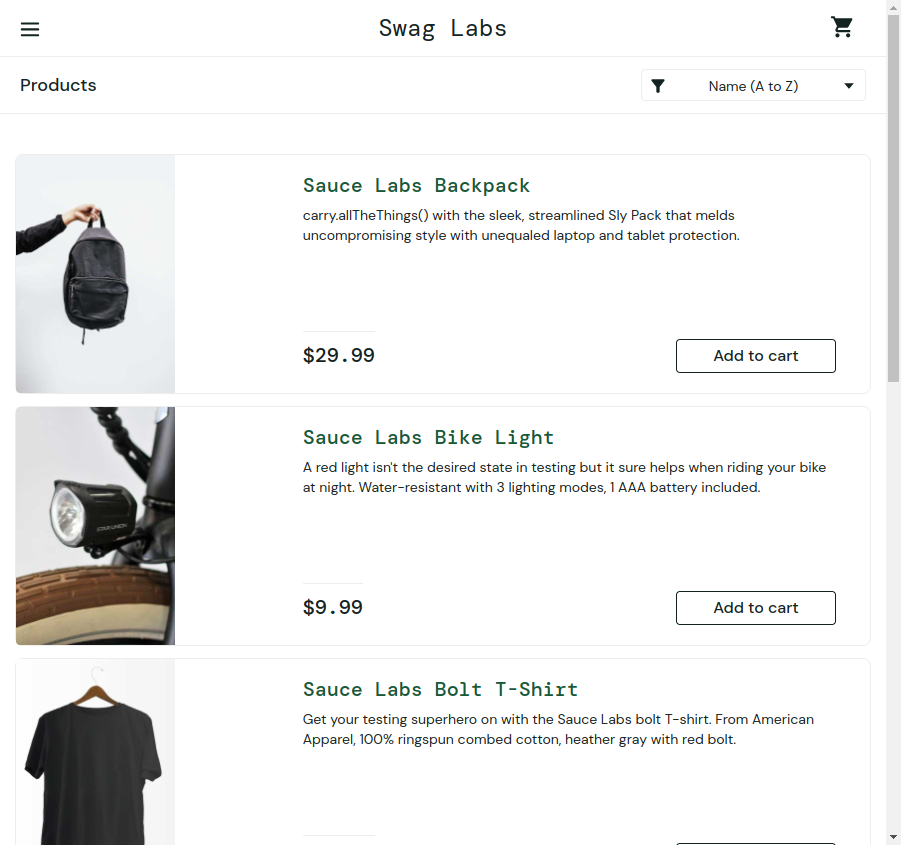 Swag Labs
Products
Name (A to Z)
Sauce Labs Backpack
carry.allTheThings() with the sleek, streamlined Sly Pack that melds
uncompromising style with unequaled laptop and tablet protection.
$29.99
Add to cart
Sauce Labs Bike Light
A red light isn't the desired state in testing but it sure helps when riding your bike
at night. Water-resistant with 3 lighting modes, 1 AAA battery included.
$9.99
Add to cart
Sauce Labs Bolt T-Shirt
Get your testing superhero on with the Sauce Labs bolt T-shirt. From American
Apparel, 100% ringspun combed cotton, heather gray with red bolt.